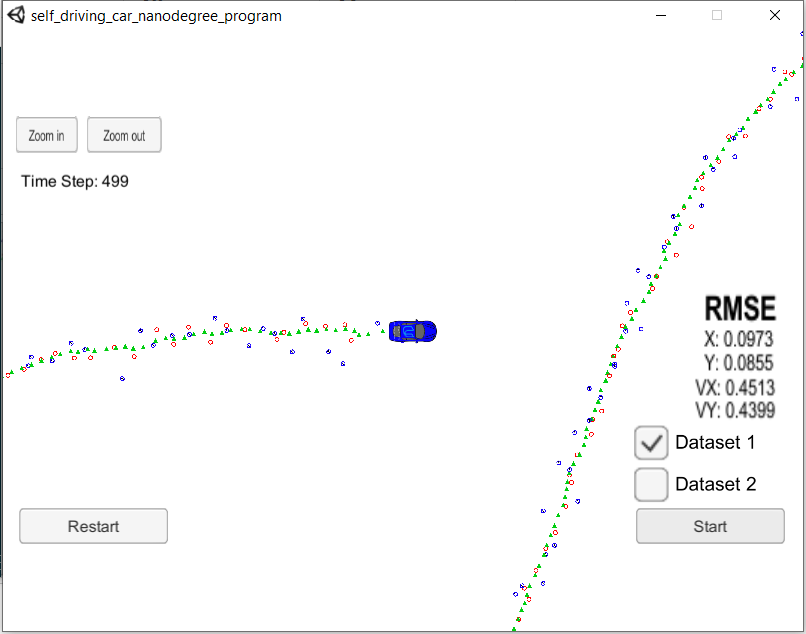 self_driving_car_nanodegree_program
Zoom in
Zoom out
Time Step: 499
RMSE
X: 0.0973
Y: 0.0855
VX: 0.4513
VY: 0.4399
Dataset 1
Dataset 2
Restart
Start